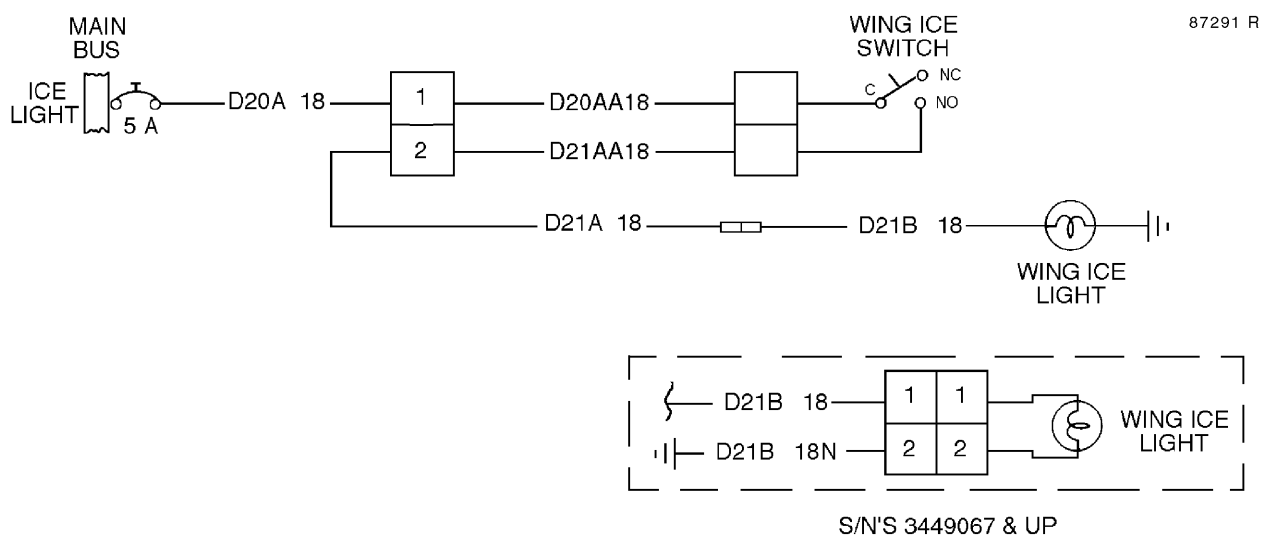 87291 R
MAIN
BUS
WING ICE
SWITCH
ICE
LIGHT
5 A
D20A 18
1
D20AA18
C
NC
NO
2
D21AA18
D21A 18
D21B 18
WING ICE
LIGHT
D21B 18
1 1
WING ICE
LIGHT
D21B 18N
2 2
S/N'S 3449067 & UP